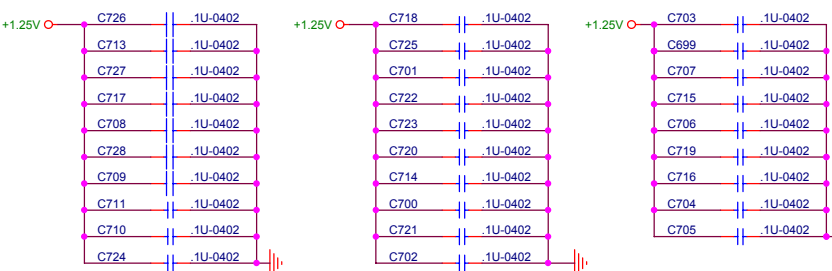 +1.25V C726 .1U-0402 +1.25V C718 .1U-0402 +1.25V C703 .1U-0402
C713 .1U-0402 C725 .1U-0402 C699 .1U-0402
C727 .1U-0402 C701 .1U-0402 C707 .1U-0402
C717 .1U-0402 C722 .1U-0402 C715 .1U-0402
C708 .1U-0402 C723 .1U-0402 C706 .1U-0402
C728 .1U-0402 C720 .1U-0402 C719 .1U-0402
C709 .1U-0402 C714 .1U-0402 C716 .1U-0402
C711 .1U-0402 C700 .1U-0402 C704 .1U-0402
C710 .1U-0402 C721 .1U-0402 C705 .1U-0402
C724 .1U-0402 C702 .1U-0402